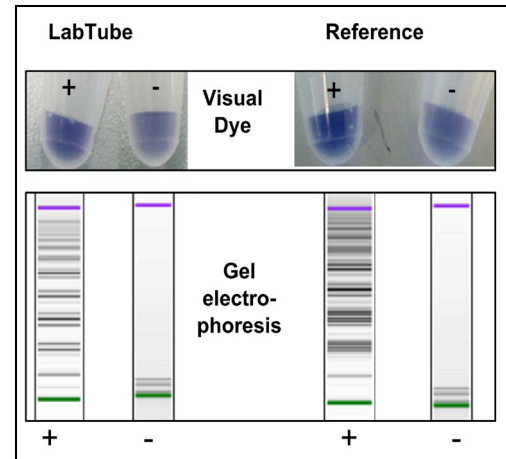 LabTube Reference
+ - + -
Visual
Dye
Gel
electro-
phoresis
+ - + -